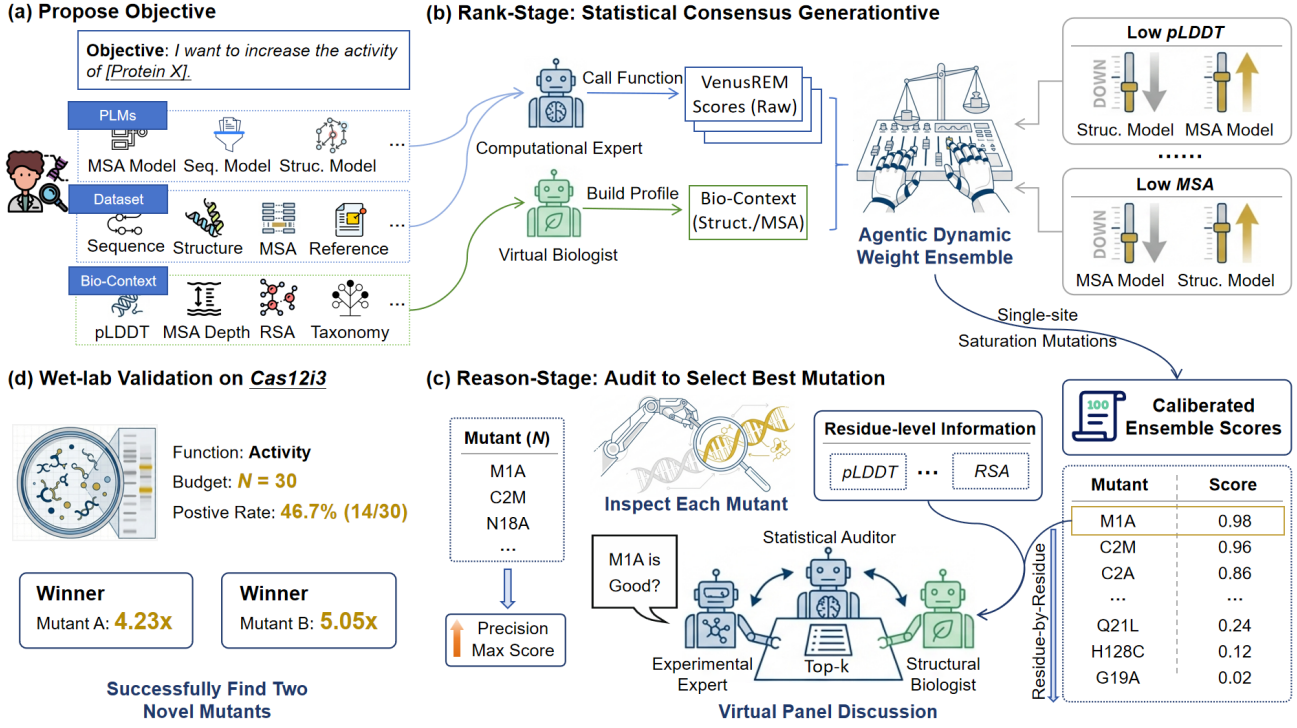 (a) Propose Objective
Objective: I want to increase the activity
of [Protein X].
PLMs
MSA Model Seq. Model Struc. Model ...
Dataset
Sequence Structure MSA Reference ...
Bio-Context
pLDDT MSA Depth RSA Taxonomy ...
(b) Rank-Stage: Statistical Consensus Generationtive
Computational Expert
Call Function
VenusREM
Scores (Raw)
Virtual Biologist
Build Profile
Bio-Context
(Struct./MSA)
Agentic Dynamic
Weight Ensemble
Low pLDDT
DOWN
Struc. Model MSA Model
......
Low MSA
DOWN
MSA Model Struc. Model
Single-site
Saturation Mutations
100
Caliberated
Ensemble Scores
Mutant Score
M1A 0.98
C2M 0.96
C2A 0.86
... ...
Q21L 0.24
H128C 0.12
G19A 0.02
Residue-by-Residue
(c) Reason-Stage: Audit to Select Best Mutation
Mutant (N)
M1A
C2M
N18A
...
Precision
Max Score
Inspect Each Mutant
Residue-level Information
pLDDT ... RSA
M1A is
Good?
Statistical Auditor
Experimental
Expert
Top-k
Structural
Biologist
Virtual Panel Discussion
(d) Wet-lab Validation on Cas12i3
Function: Activity
Budget: N = 30
Postive Rate: 46.7% (14/30)
Winner
Mutant A: 4.23x
Winner
Mutant B: 5.05x
Successfully Find Two
Novel Mutants